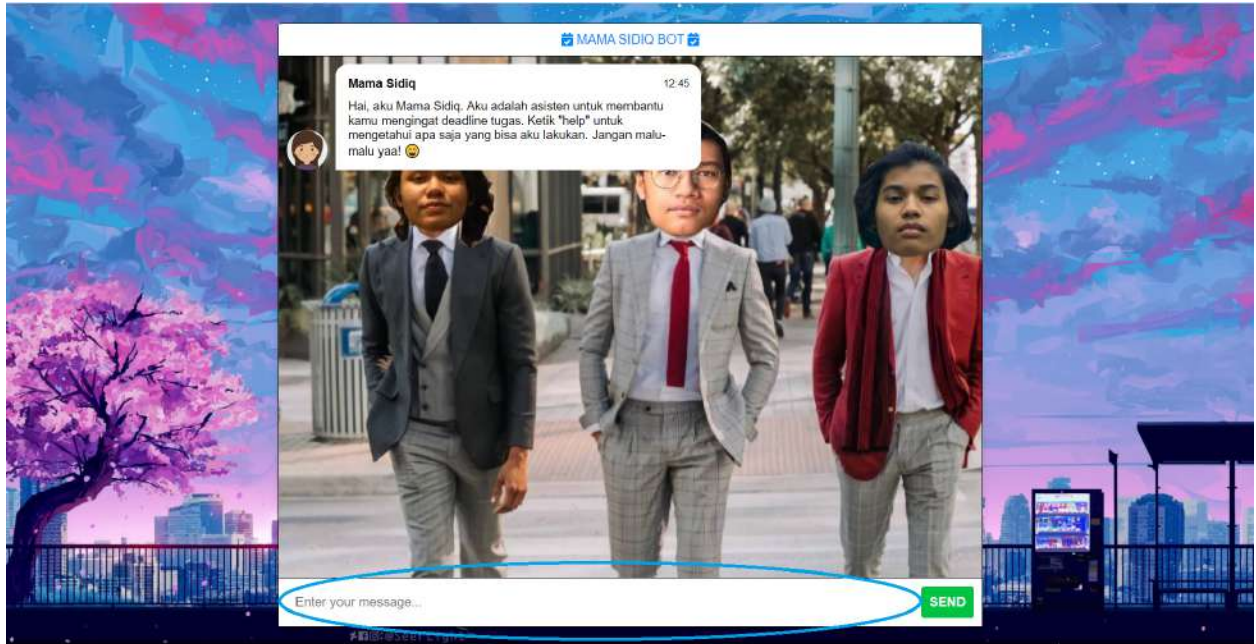 MAMA SIDIQ BOT
Mama Sidiq 12:45
Hai, aku Mama Sidiq. Aku adalah asisten untuk membantu
kamu mengingat deadline tugas. Ketik "help" untuk
mengetahui apa saja yang bisa aku lakukan. Jangan malu-
malu yaa! 😄
Enter your message... SEND
@SeerLight